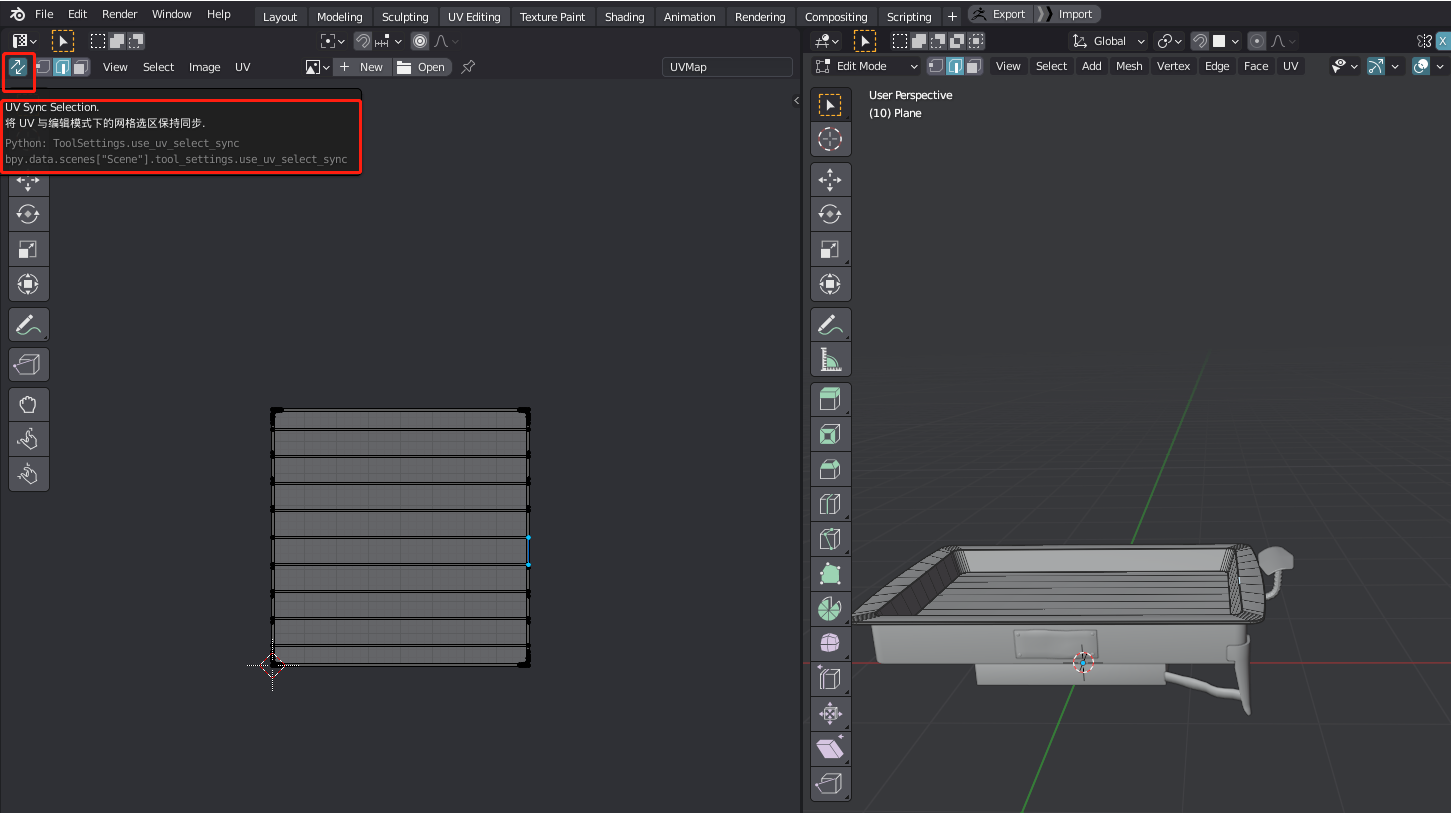 File Edit Render Window Help Layout Modeling Sculpting UV Editing Texture Paint Shading Animation Rendering Compositing Scripting + Export Import
Global X
View Select Image UV New Open UVMap
Edit Mode View Select Add Mesh Vertex Edge Face UV
UV Sync Selection.
将 UV 与编辑模式下的网格选区保持同步.
Python: ToolSettings.use_uv_select_sync
bpy.data.scenes["Scene"].tool_settings.use_uv_select_sync
User Perspective
(10) Plane